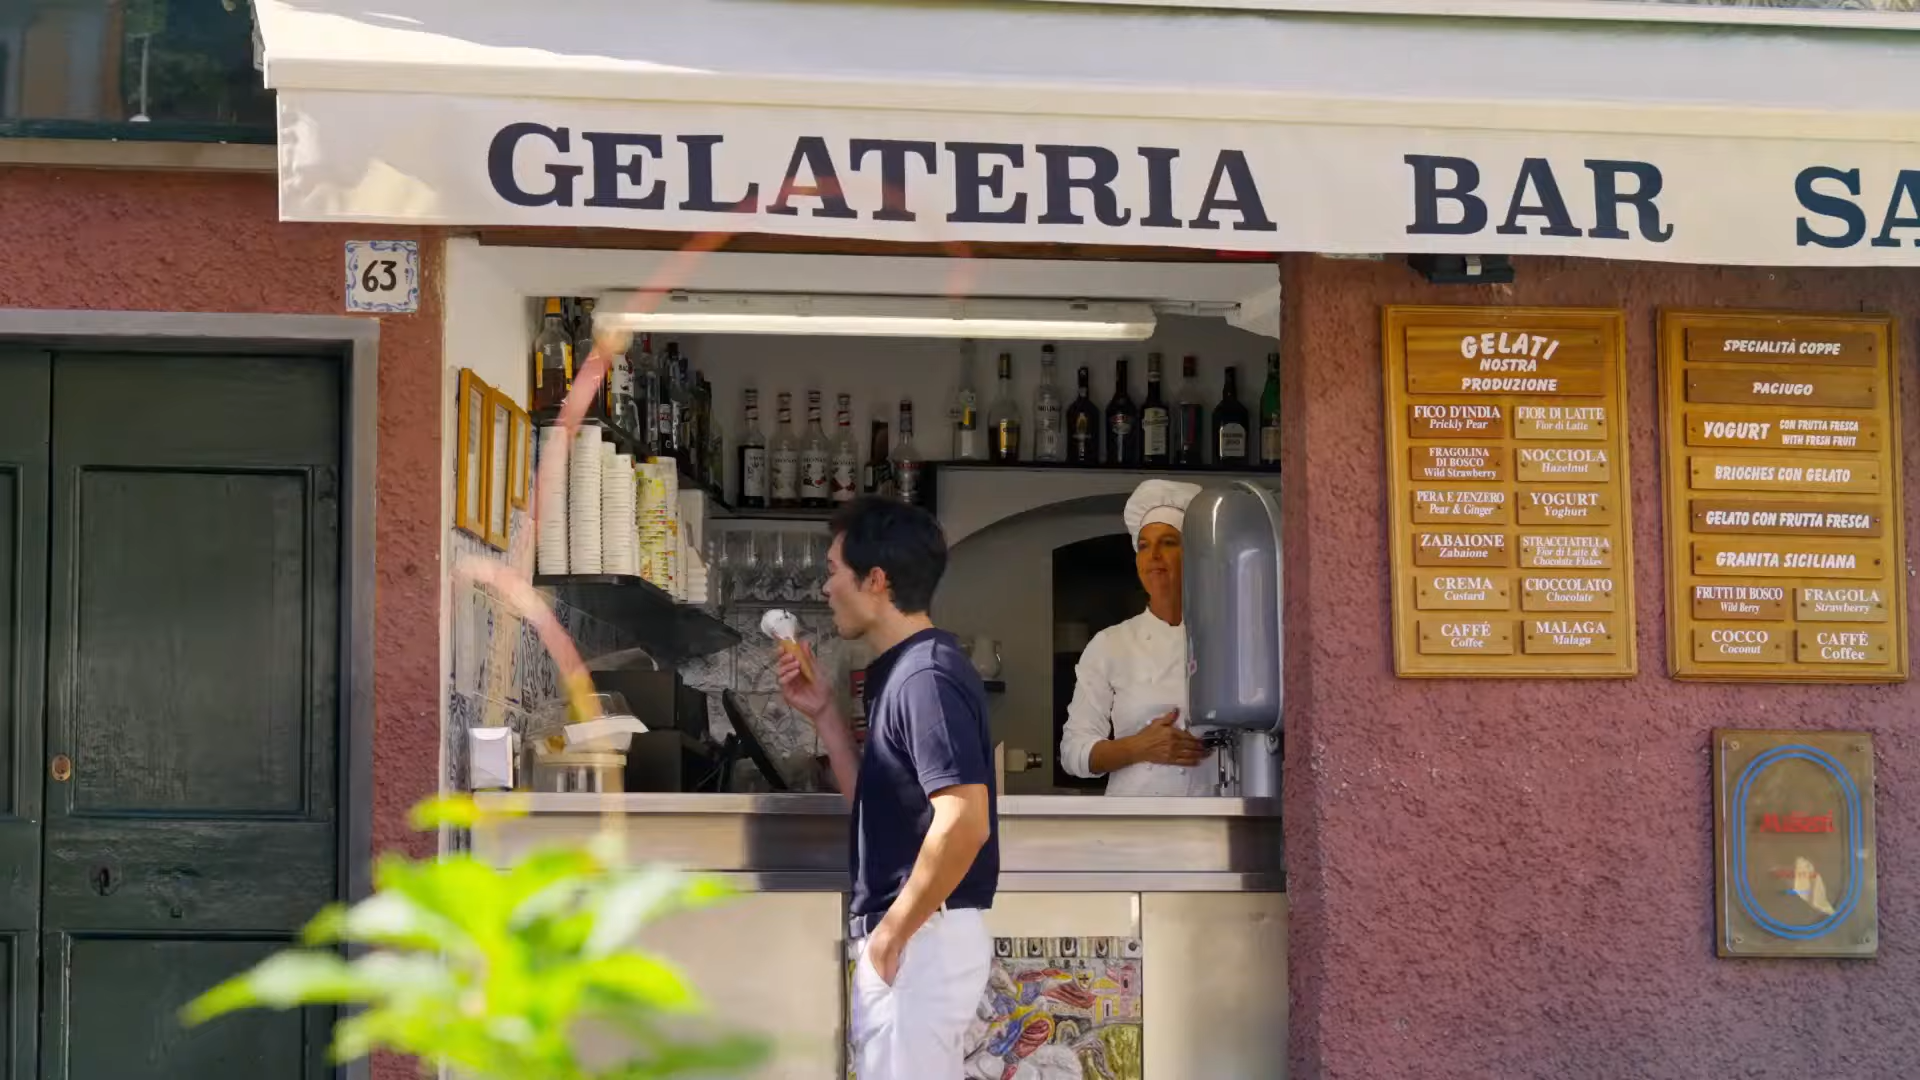 GELATERIA BAR SA
63
GELATI
NOSTRA
PRODUZIONE
FICO D'INDIA
Prickly Pear
FIOR DI LATTE
Fior di Latte
FRAGOLINA
DI BOSCO
Wild Strawberry
NOCCIOLA
Hazelnut
PERA E ZENZERO
Pear & Ginger
YOGURT
Yoghurt
ZABAIONE
Zabaione
STRACCIATELLA
Fior di Latte &
Chocolate Flakes
CREMA
Custard
CIOCCOLATO
Chocolate
CAFFÈ
Coffee
MALAGA
Malaga
SPECIALITÀ COPPE
PACIUGO
YOGURT CON FRUTTA FRESCA
WITH FRESH FRUIT
BRIOCHES CON GELATO
GELATO CON FRUTTA FRESCA
GRANITA SICILIANA
FRUTTI DI BOSCO
Wild Berry
FRAGOLA
Strawberry
COCCO
Coconut
CAFFÈ
Coffee